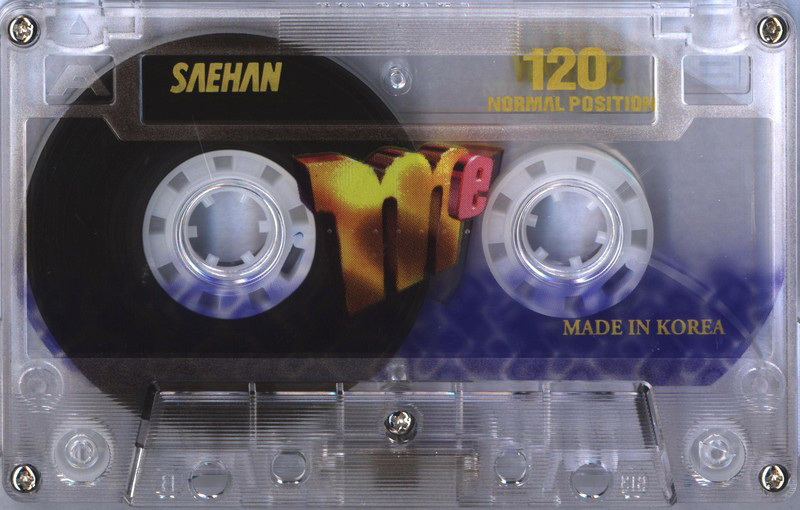 A
SAEHAN
120
NORMAL POSITION
me
MADE IN KOREA